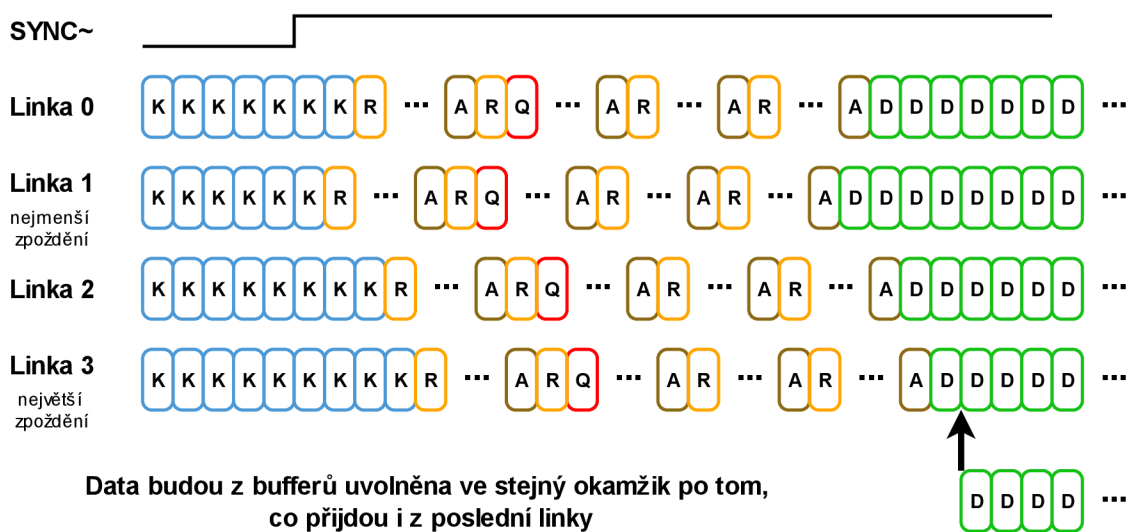 SYNC~
Linka 0 K K K K K K K R ... A R Q ... A R ... A R ... A D D D D D D D ...
Linka 1 K K K K K K R ... A R Q ... A R ... A R ... A D D D D D D D D ...
nejmenší
zpoždění
Linka 2 K K K K K K K K R ... A R Q ... A R ... A R ... A D D D D D D ...
Linka 3 K K K K K K K K K R ... A R Q ... A R ... A R ... A D D D D D ...
největší
zpoždění
D D D D ...
Data budou z bufferů uvolněna ve stejný okamžik po tom,
co přijdou i z poslední linky